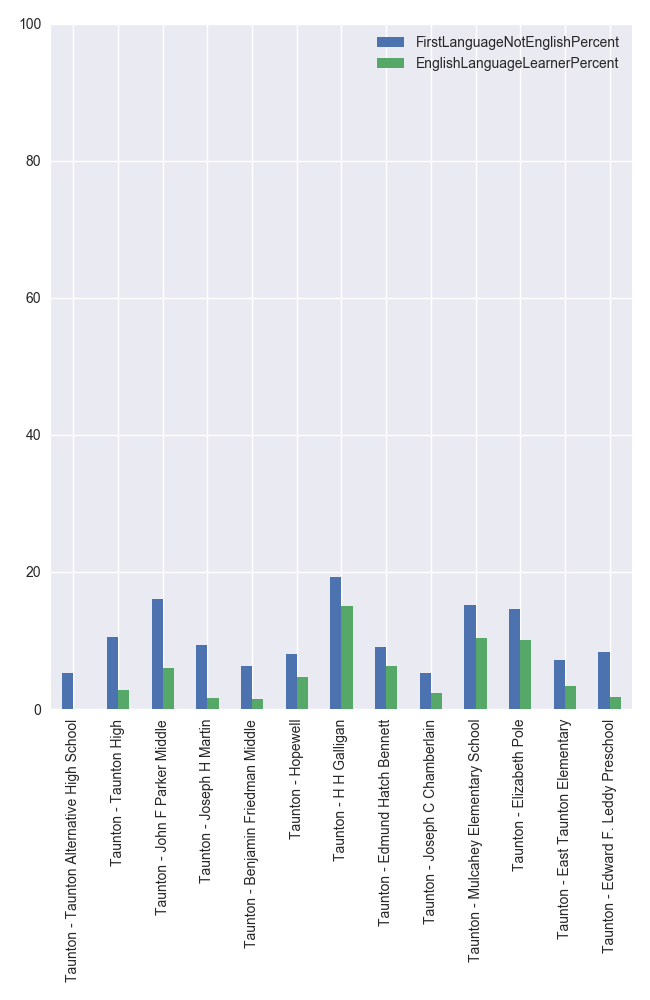 100
80
60
40
20
0
FirstLanguageNotEnglishPercent
EnglishLanguageLearnerPercent
Taunton - Taunton Alternative High School
Taunton - Taunton High
Taunton - John F Parker Middle
Taunton - Joseph H Martin
Taunton - Benjamin Friedman Middle
Taunton - Hopewell
Taunton - H H Galligan
Taunton - Edmund Hatch Bennett
Taunton - Joseph C Chamberlain
Taunton - Mulcahey Elementary School
Taunton - Elizabeth Pole
Taunton - East Taunton Elementary
Taunton - Edward F. Leddy Preschool